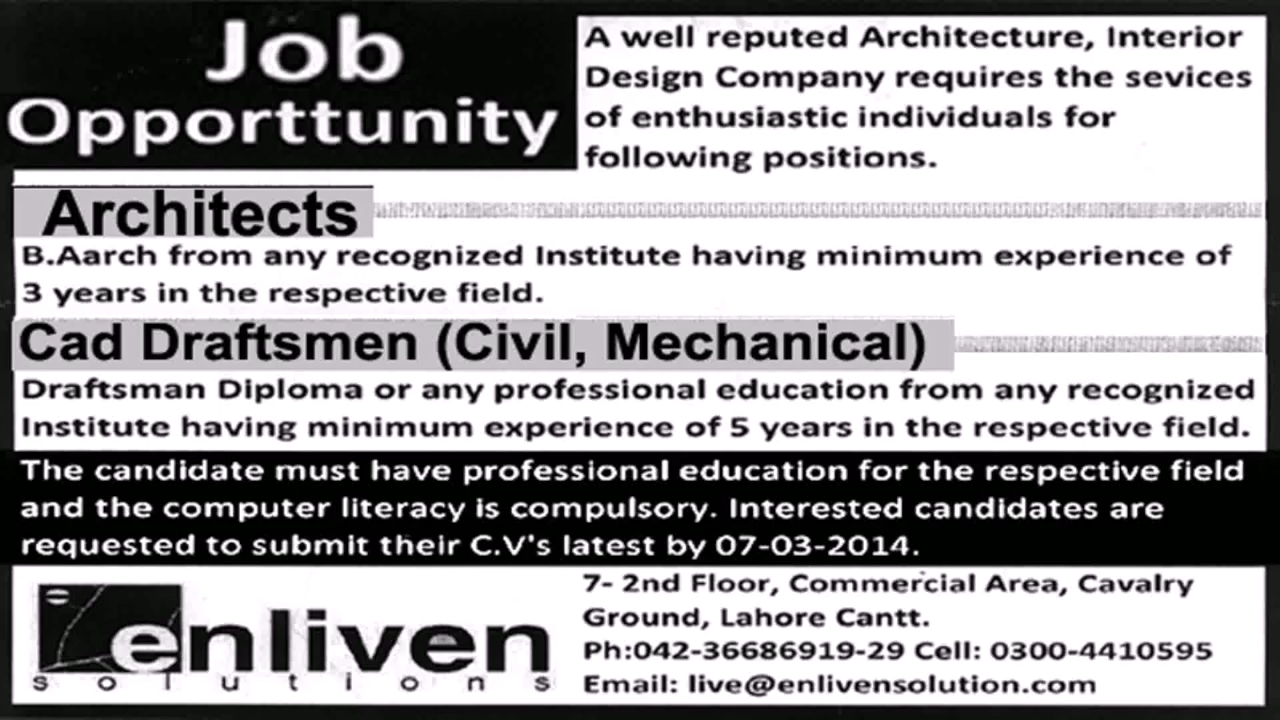 Job
Opporttunity
A well reputed Architecture, Interior
Design Company requires the sevices
of enthusiastic individuals for
following positions.
Architects
B.Aarch from any recognized Institute having minimum experience of
3 years in the respective field.
Cad Draftsmen (Civil, Mechanical)
Draftsman Diploma or any professional education from any recognized
Institute having minimum experience of 5 years in the respective field.
The candidate must have professional education for the respective field
and the computer literacy is compulsory. Interested candidates are
requested to submit their C.V's latest by 07-03-2014.
enliven
solutions
7- 2nd Floor, Commercial Area, Cavalry
Ground, Lahore Cantt.
Ph:042-36686919-29 Cell: 0300-4410595
Email: live@enlivensolution.com